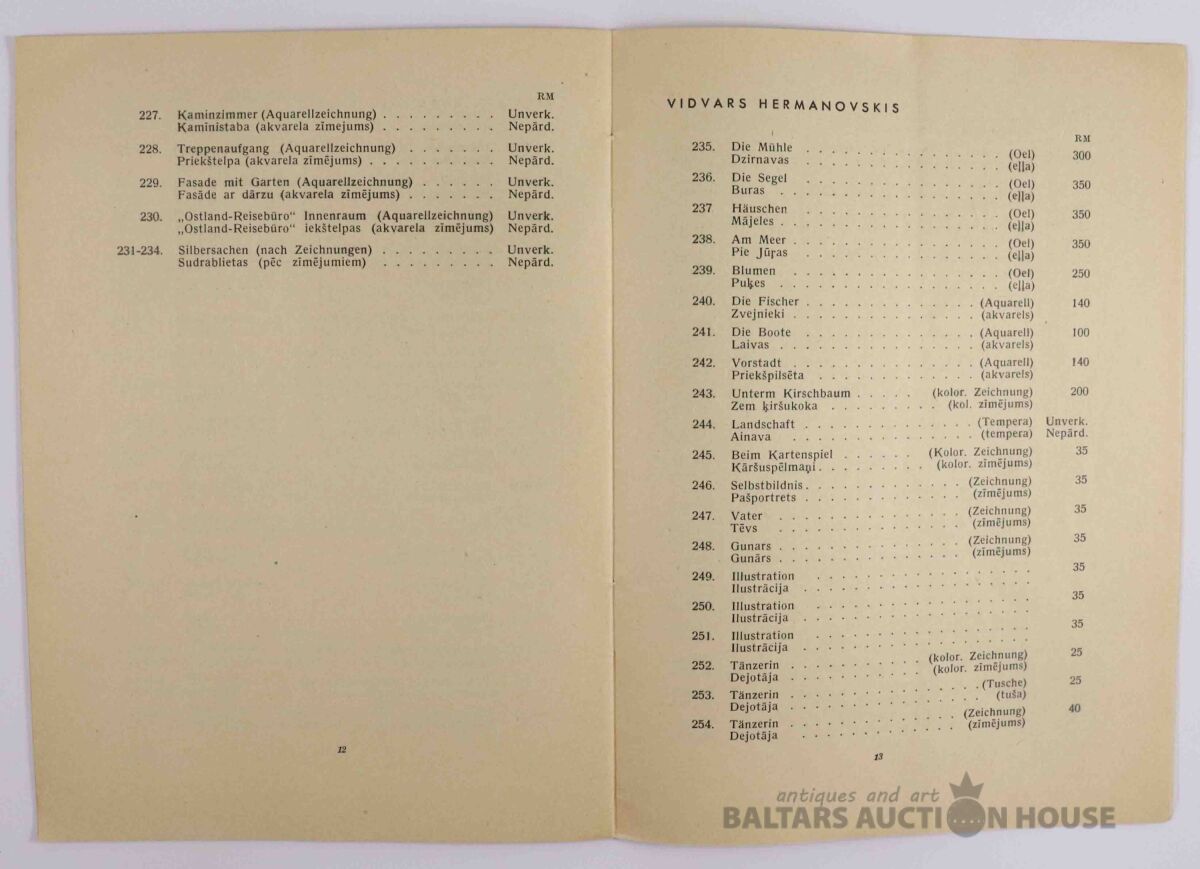 RM
227. Kaminzimmer (Aquarellzeichnung) . . . . . . . . . Unverk.
Kaministaba (akvarela zīmejums) . . . . . . . . . Nepārd.
228. Treppenaufgang (Aquarellzeichnung) . . . . . . . Unverk.
Priekštelpa (akvarela zīmējums) . . . . . . . . . . Nepārd.
229. Fasade mit Garten (Aquarellzeichnung) . . . . . . Unverk.
Fasāde ar dārzu (akvarela zīmējums) . . . . . . . Nepārd.
230. „Ostland-Reisebüro“ Innenraum (Aquarellzeichnung) Unverk.
„Ostland-Reisebüro“ iekštelpas (akvarela zīmējums) Nepārd.
231-234. Silbersachen (nach Zeichnungen) . . . . . . . . . Unverk.
Sudrablietas (pēc zīmējumiem) . . . . . . . . . Nepārd.
12
VIDVARS HERMANOVSKIS
RM
235. Die Mühle . . . . . . . . . . . . . . . . (Oel) 300
Dzirnavas . . . . . . . . . . . . . . . . (eļļa)
236. Die Segel . . . . . . . . . . . . . . . . (Oel) 350
Buras . . . . . . . . . . . . . . . . (eļļa)
237 Häuschen . . . . . . . . . . . . . . . . (Oel) 350
Mājeles . . . . . . . . . . . . . . . . (eļļa)
238. Am Meer . . . . . . . . . . . . . . . . (Oel) 350
Pie Jūŗas . . . . . . . . . . . . . . . . (eļļa)
239. Blumen . . . . . . . . . . . . . . . . (Oel) 250
Puķes . . . . . . . . . . . . . . . . (eļļa)
240. Die Fischer . . . . . . . . . . . . . . (Aquarell) 140
Zvejnieki . . . . . . . . . . . . . . (akvarels)
241. Die Boote . . . . . . . . . . . . . . (Aquarell) 100
Laivas . . . . . . . . . . . . . . (akvarels)
242. Vorstadt . . . . . . . . . . . . . . (Aquarell) 140
Priekšpilsēta . . . . . . . . . . . . (akvarels)
243. Unterm Kirschbaum . . . . . (kolor. Zeichnung) 200
Zem ķiršukoka . . . . . . . . . (kol. zīmējums)
244. Landschaft . . . . . . . . . . . . . . (Tempera) Unverk.
Ainava . . . . . . . . . . . . . . (tempera) Nepārd.
245. Beim Kartenspiel . . . . . . (Kolor. Zeichnung) 35
Kāršuspēlmaņi . . . . . . . . . (kolor. zīmējums)
246. Selbstbildnis . . . . . . . . . . . . . (Zeichnung) 35
Pašportrets . . . . . . . . . . . . . (zīmējums)
247. Vater . . . . . . . . . . . . . (Zeichnung) 35
Tēvs . . . . . . . . . . . . . (zīmējums)
248. Gunars . . . . . . . . . . . . . (Zeichnung) 35
Gunārs . . . . . . . . . . . . . (zīmējums)
249. Illustration . . . . . . . . . . . . . . 35
Ilustrācija . . . . . . . . . . . . . .
250. Illustration . . . . . . . . . . . . . . 35
Ilustrācija . . . . . . . . . . . . . .
251. Illustration . . . . . . . . . . . . . . 35
Ilustrācija . . . . . . . . . . . . . .
252. Tänzerin . . . . . . . . . (kolor. Zeichnung) 25
Dejotāja . . . . . . . . . (kolor. zīmējums)
253. Tänzerin . . . . . . . . . . . . . (Tusche) 25
Dejotāja . . . . . . . . . . . . . (tuša)
254. Tänzerin . . . . . . . . . . . (Zeichnung) 40
Dejotāja . . . . . . . . . . . (zīmējums)
13
antiques and art
BALTARS AUCTION HOUSE